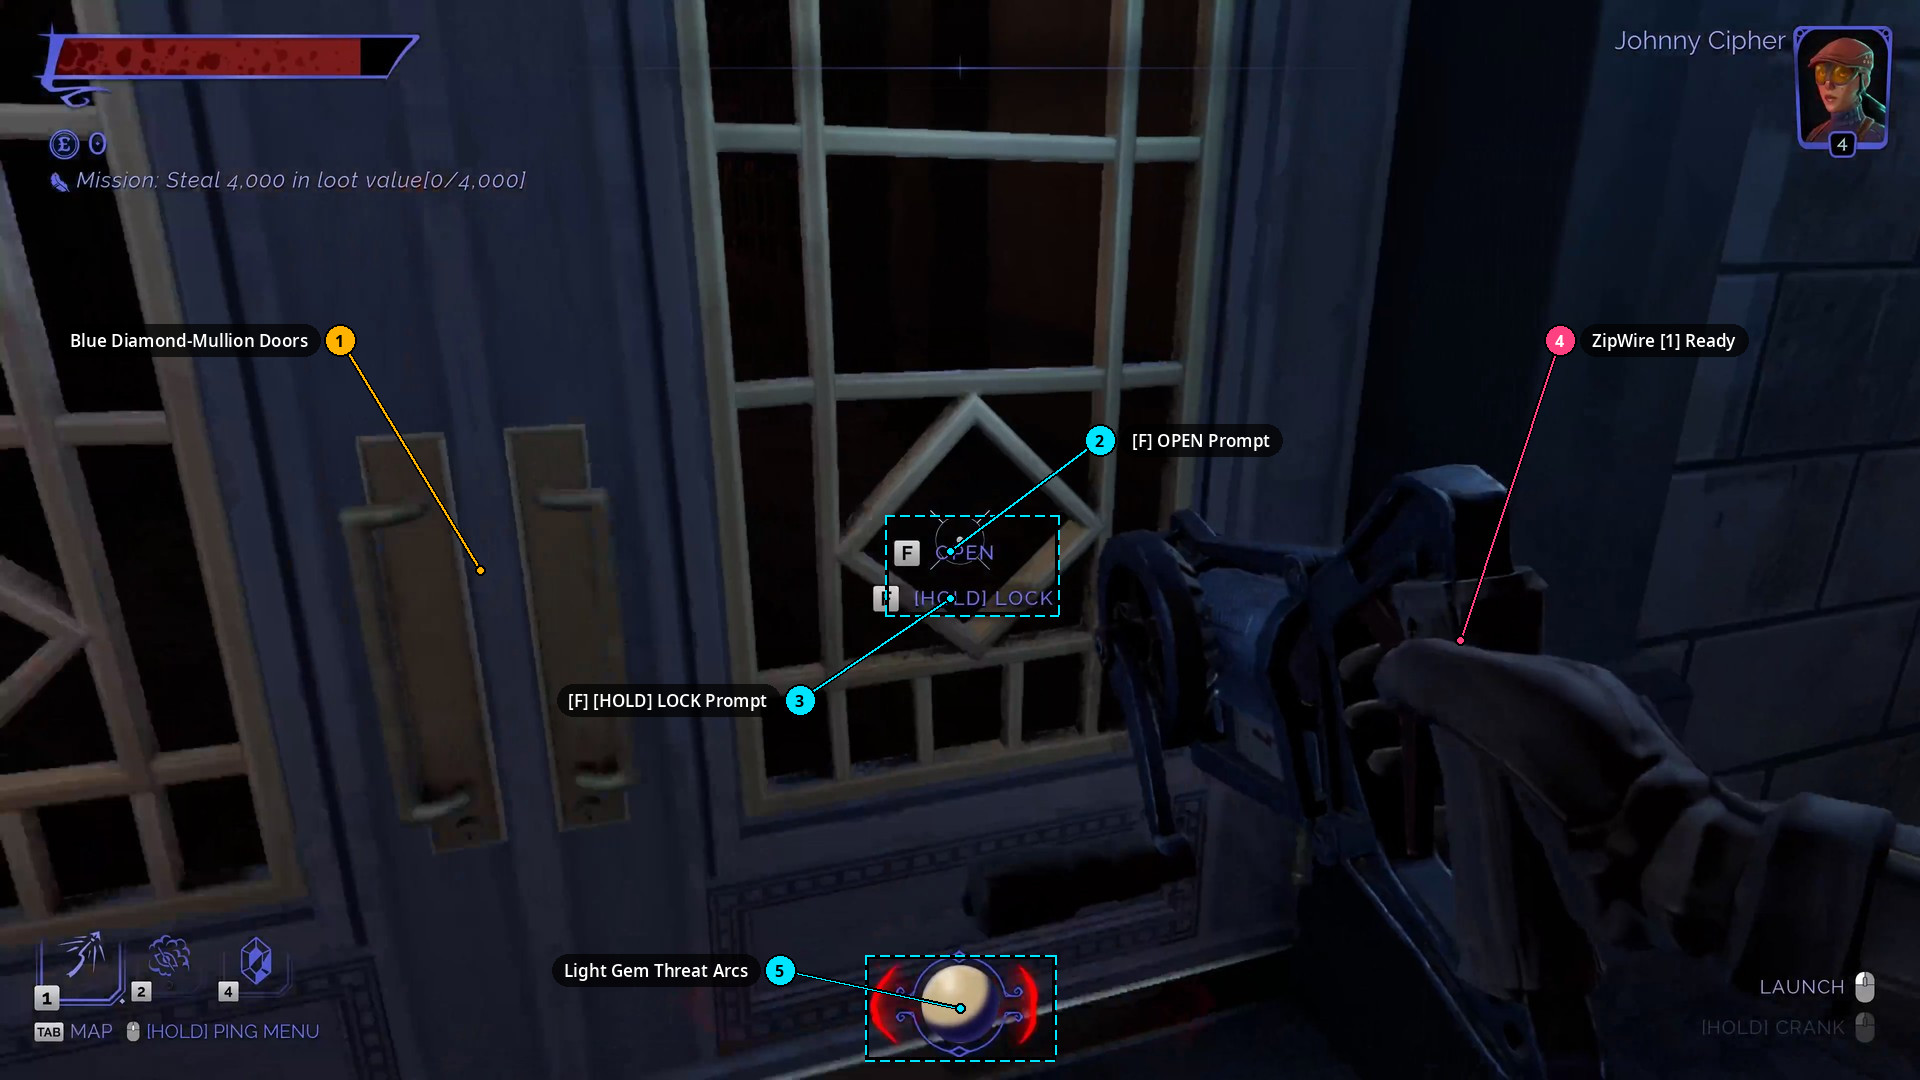 Johnny Cipher
4
0
Mission: Steal 4,000 in loot value[0/4,000]
Blue Diamond-Mullion Doors
1
4
ZipWire [1] Ready
2
[F] OPEN Prompt
F
OPEN
[HOLD] LOCK
[F] [HOLD] LOCK Prompt
3
Light Gem Threat Arcs
5
1
2
4
LAUNCH
TAB MAP
[HOLD] PING MENU
[HOLD] CRANK